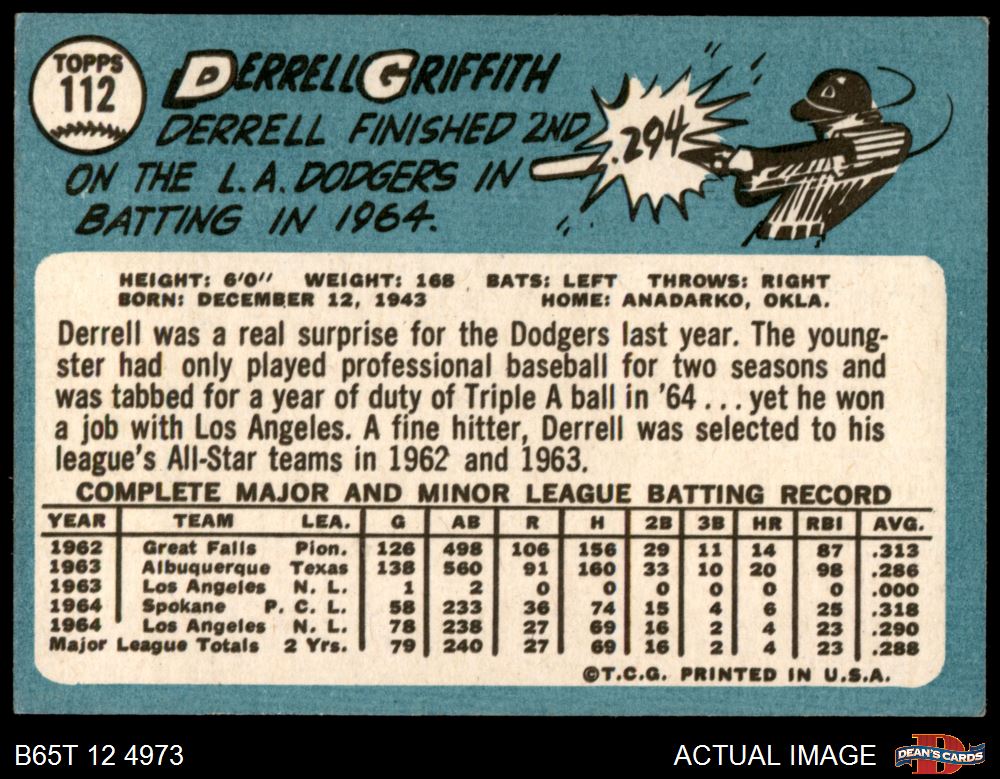 TOPPS
112
DERRELL GRIFFITH
DERRELL FINISHED 2ND
ON THE L.A. DODGERS IN
BATTING IN 1964.
.294
HEIGHT: 6'0" WEIGHT: 168 BATS: LEFT THROWS: RIGHT
BORN: DECEMBER 12, 1943 HOME: ANADARKO, OKLA.
Derrell was a real surprise for the Dodgers last year. The young-
ster had only played professional baseball for two seasons and
was tabbed for a year of duty of Triple A ball in '64 . . . yet he won
a job with Los Angeles. A fine hitter, Derrell was selected to his
league's All-Star teams in 1962 and 1963.
COMPLETE MAJOR AND MINOR LEAGUE BATTING RECORD
YEAR TEAM LEA. G AB R H 2B 3B HR RBI AVG.
1962 Great Falls Pion. 126 498 106 156 29 11 14 87 .313
1963 Albuquerque Texas 138 560 91 160 33 10 20 98 .286
1963 Los Angeles N. L. 1 2 0 0 0 0 0 0 .000
1964 Spokane P. C. L. 58 233 36 74 15 4 6 25 .318
1964 Los Angeles N. L. 78 238 27 69 16 2 4 23 .290
Major League Totals 2 Yrs. 79 240 27 69 16 2 4 23 .288
©T.C.G. PRINTED IN U.S.A.
B65T 12 4973
ACTUAL IMAGE
DEAN'S CARDS